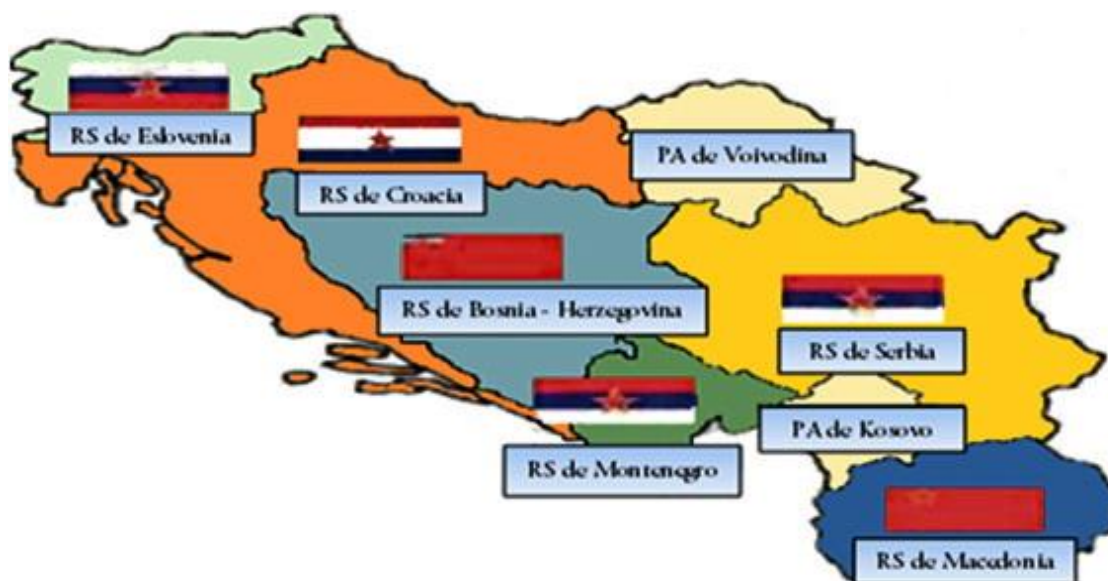 RS de Eslovenia
PA de Voivodina
RS de Croacia
RS de Bosnia - Herzegovina
RS de Serbia
PA de Kosovo
RS de Montenegro
RS de Macedonia